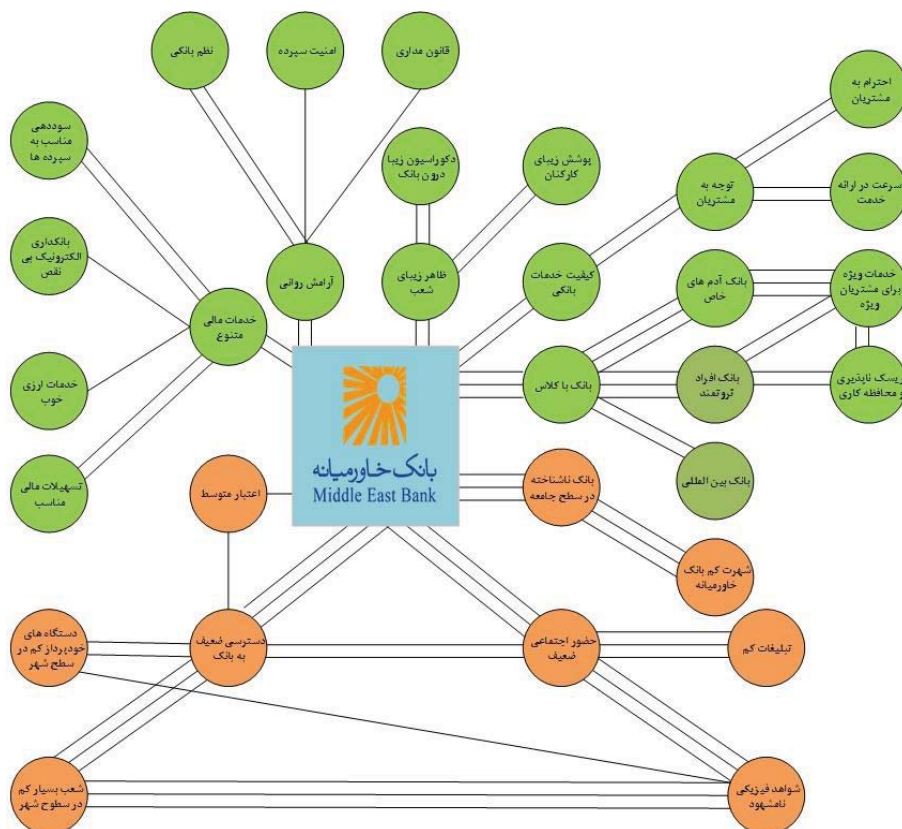 نظم بانکی
امنیت سپرده
قانون مداری
احترام به
مشتریان
سوددهی
مناسب به
سپرده ها
دکوراسیون زیبا
درون بانک
پوشش زیبای
کارکنان
توجه به
مشتریان
سرعت در ارائه
خدمت
بانکداری
الکترونیک بی
نقص
آرامش روانی
ظاهر زیبای
شعب
کیفیت خدمات
بانکی
بانک آدم های
خاص
خدمات ویژه
برای مشتریان
ویژه
خدمات مالی
متنوع
خدمات ارزی
خوب
بانک با کلاس
بانک افراد
ثروتمند
ریسک ناپذیری
و محافظه کاری
بانک خاورمیانه
Middle East Bank
تسهیلات مالی
مناسب
اعتبار متوسط
بانک ناشناخته
در سطح جامعه
بانک بین المللی
شهرت کم بانک
خاورمیانه
دستگاه های
خودپرداز کم در
سطح شهر
دسترسی ضعیف
به بانک
حضور اجتماعی
ضعیف
تبلیغات کم
شعب بسیار کم
در سطوح شهر
شواهد فیزیکی
نامشهود